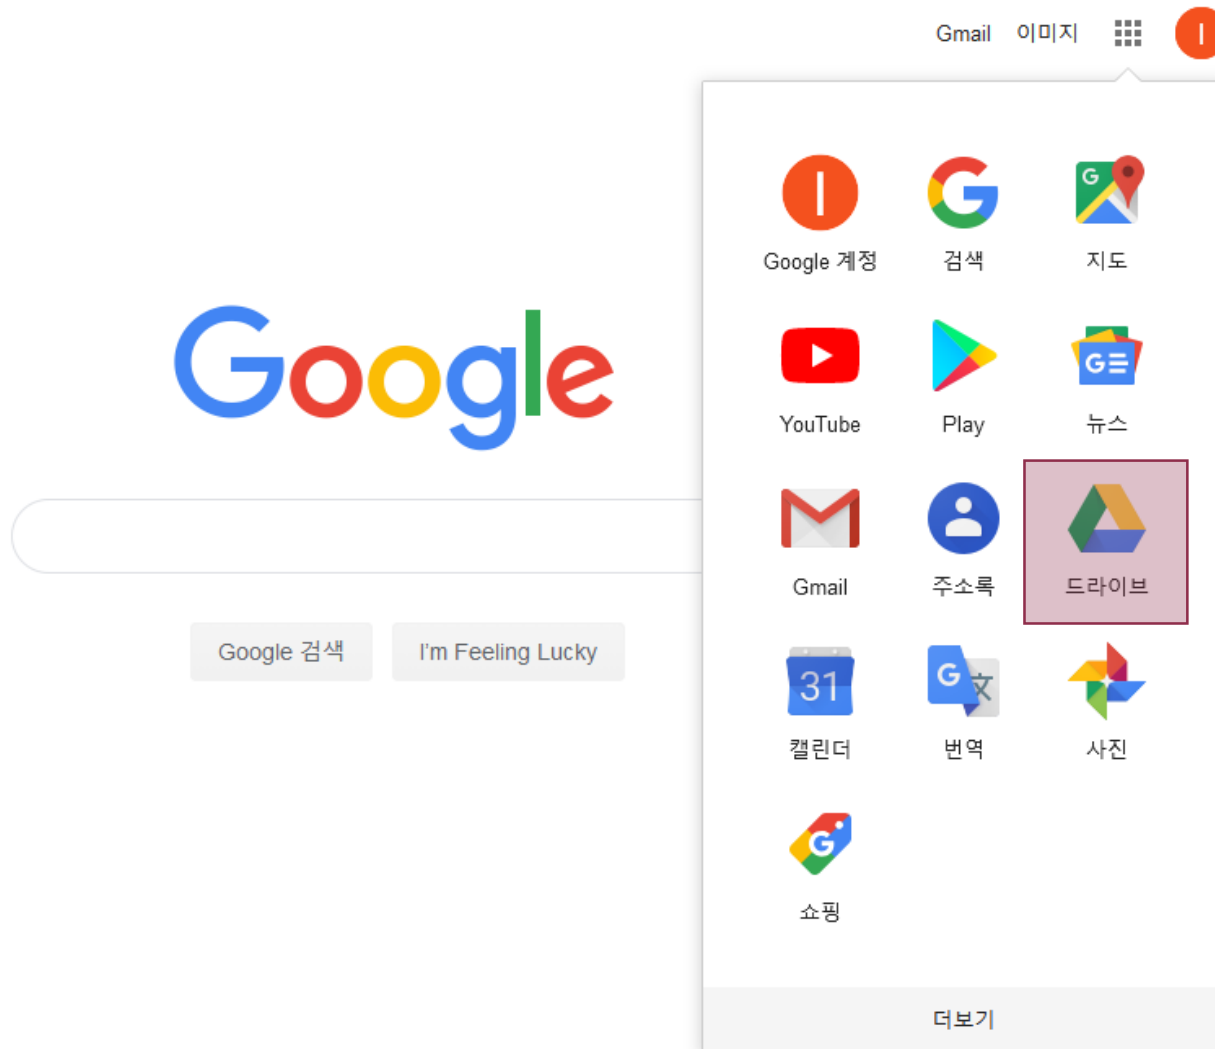 Gmail 이미지
I
I
G
Google 계정 검색 지도
G
YouTube Play 뉴스
Google
Gmail 주소록 드라이브
Google 검색 I'm Feeling Lucky
31 G 文
캘린더 번역 사진
G
쇼핑
더보기